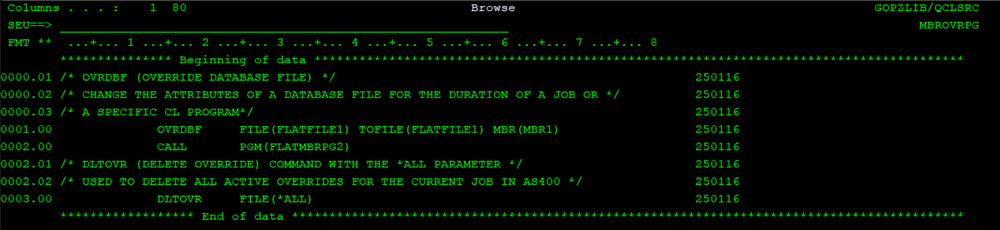 Columns . . . :    1  80                                      Browse                                                GOPZLIB/QCLSRC
SEU==>                                                                                                                    MBROVRPG
FMT **  ...+... 1 ...+... 2 ...+... 3 ...+... 4 ...+... 5 ...+... 6 ...+... 7 ...+... 8
*************** Beginning of data ***************************************************************************************
0000.01 /* OVRDBF (OVERRIDE DATABASE FILE) */                                                250116
0000.02 /* CHANGE THE ATTRIBUTES OF A DATABASE FILE FOR THE DURATION OF A JOB OR */          250116
0000.03 /* A SPECIFIC CL PROGRAM*/                                                           250116
0001.00              OVRDBF     FILE(FLATFILE1) TOFILE(FLATFILE1) MBR(MBR1)                  250116
0002.00              CALL       PGM(FLATMBRPG2)                                              250116
0002.01 /* DLTOVR (DELETE OVERRIDE) COMMAND WITH THE *ALL PARAMETER */                       250116
0002.02 /* USED TO DELETE ALL ACTIVE OVERRIDES FOR THE CURRENT JOB IN AS400 */               250116
0003.00              DLTOVR     FILE(*ALL)                                                   250116
****************** End of data ******************************************************************************************